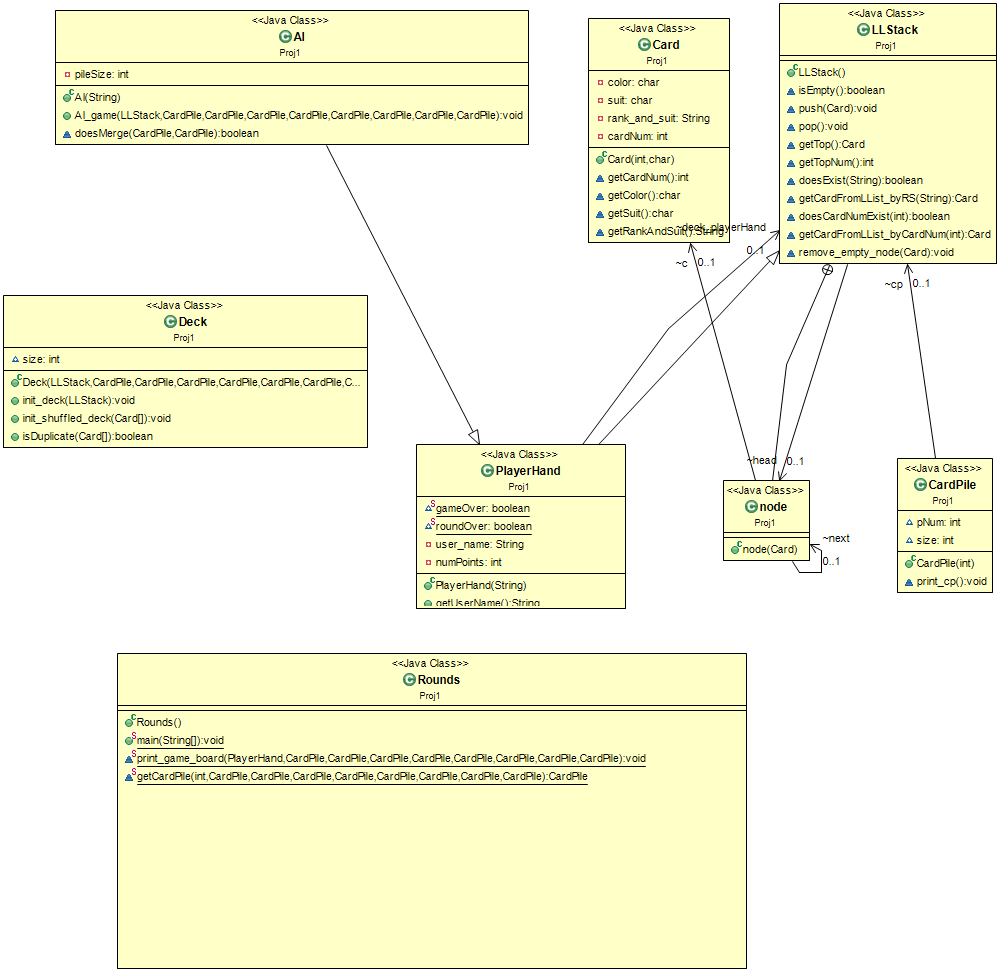 <<Java Class>>
AI
Proj1
pileSize: int
AI(String)
AI_game(LLStack,CardPile,CardPile,CardPile,CardPile,CardPile,CardPile,CardPile,CardPile):void
doesMerge(CardPile,CardPile):boolean
<<Java Class>>
Card
Proj1
color: char
suit: char
rank_and_suit: String
cardNum: int
Card(int,char)
getCardNum():int
getColor():char
getSuit():char
getRankAndSuit():String
<<Java Class>>
LLStack
Proj1
LLStack()
isEmpty():boolean
push(Card):void
pop():void
getTop():Card
getTopNum():int
doesExist(String):boolean
getCardFromLList_byRS(String):Card
doesCardNumExist(int):boolean
getCardFromLList_byCardNum(int):Card
remove_empty_node(Card):void
~deck_playerHand
0..1
~c 0..1
~cp 0..1
<<Java Class>>
Deck
Proj1
size: int
Deck(LLStack,CardPile,CardPile,CardPile,CardPile,CardPile,CardPile,C...
init_deck(LLStack):void
init_shuffled_deck(Card[]):void
isDuplicate(Card[]):boolean
<<Java Class>>
PlayerHand
Proj1
gameOver: boolean
roundOver: boolean
user_name: String
numPoints: int
PlayerHand(String)
getUserName():String
~head 0..1
<<Java Class>>
node
Proj1
node(Card)
~next
0..1
<<Java Class>>
CardPile
Proj1
pNum: int
size: int
CardPile(int)
print_cp():void
<<Java Class>>
Rounds
Proj1
Rounds()
main(String[]):void
print_game_board(PlayerHand,CardPile,CardPile,CardPile,CardPile,CardPile,CardPile,CardPile,CardPile):void
getCardPile(int,CardPile,CardPile,CardPile,CardPile,CardPile,CardPile,CardPile,CardPile):CardPile